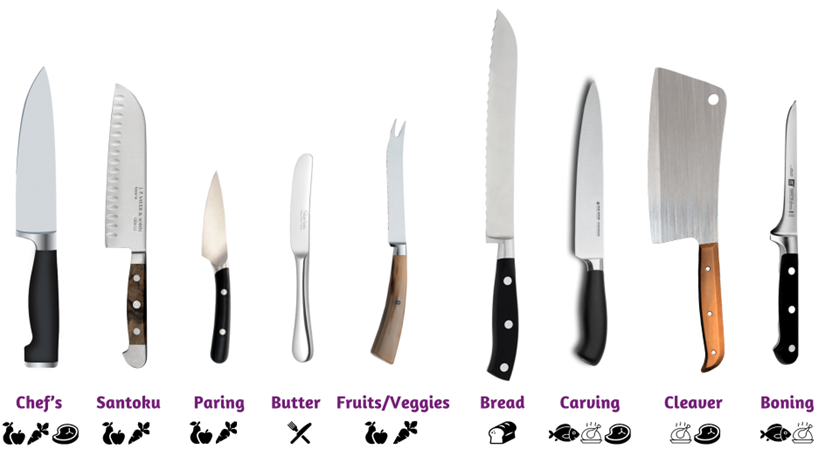 Chef's
Santoku
Paring
Butter
Fruits/Veggies
Bread
Carving
Cleaver
Boning